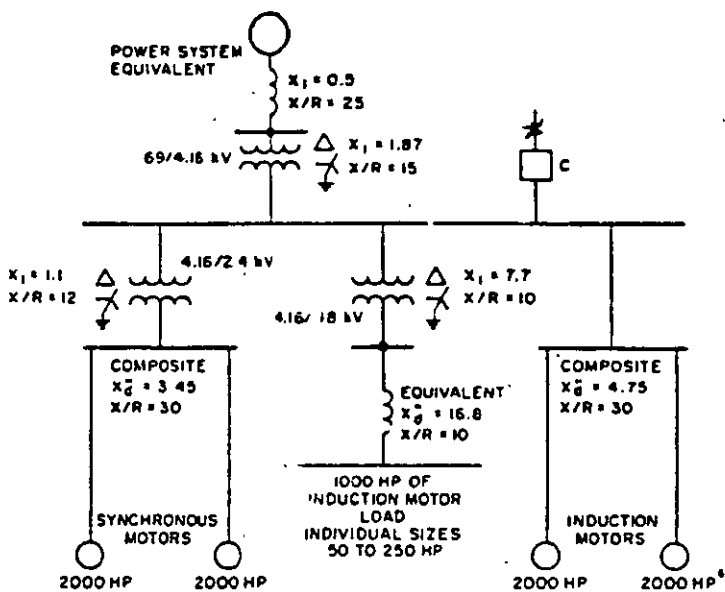 POWER SYSTEM
EQUIVALENT
X₁ = 0.5
X/R = 25
69/4.16 kV
Δ X₁ = 1.87
X/R = 15
C
X₁ = 1.1 Δ
X/R = 12
4.16/2.4 kV
Δ X₁ = 7.7
X/R = 10
4.16/ 18 kV
COMPOSITE
X"d = 3.45
X/R = 30
EQUIVALENT
X"d = 16.8
X/R = 10
COMPOSITE
X"d = 4.75
X/R = 30
1000 HP OF
INDUCTION MOTOR
LOAD
INDIVIDUAL SIZES
50 TO 250 HP
SYNCHRONOUS
MOTORS
INDUCTION
MOTORS
2000 HP
2000 HP
2000 HP
2000 HP